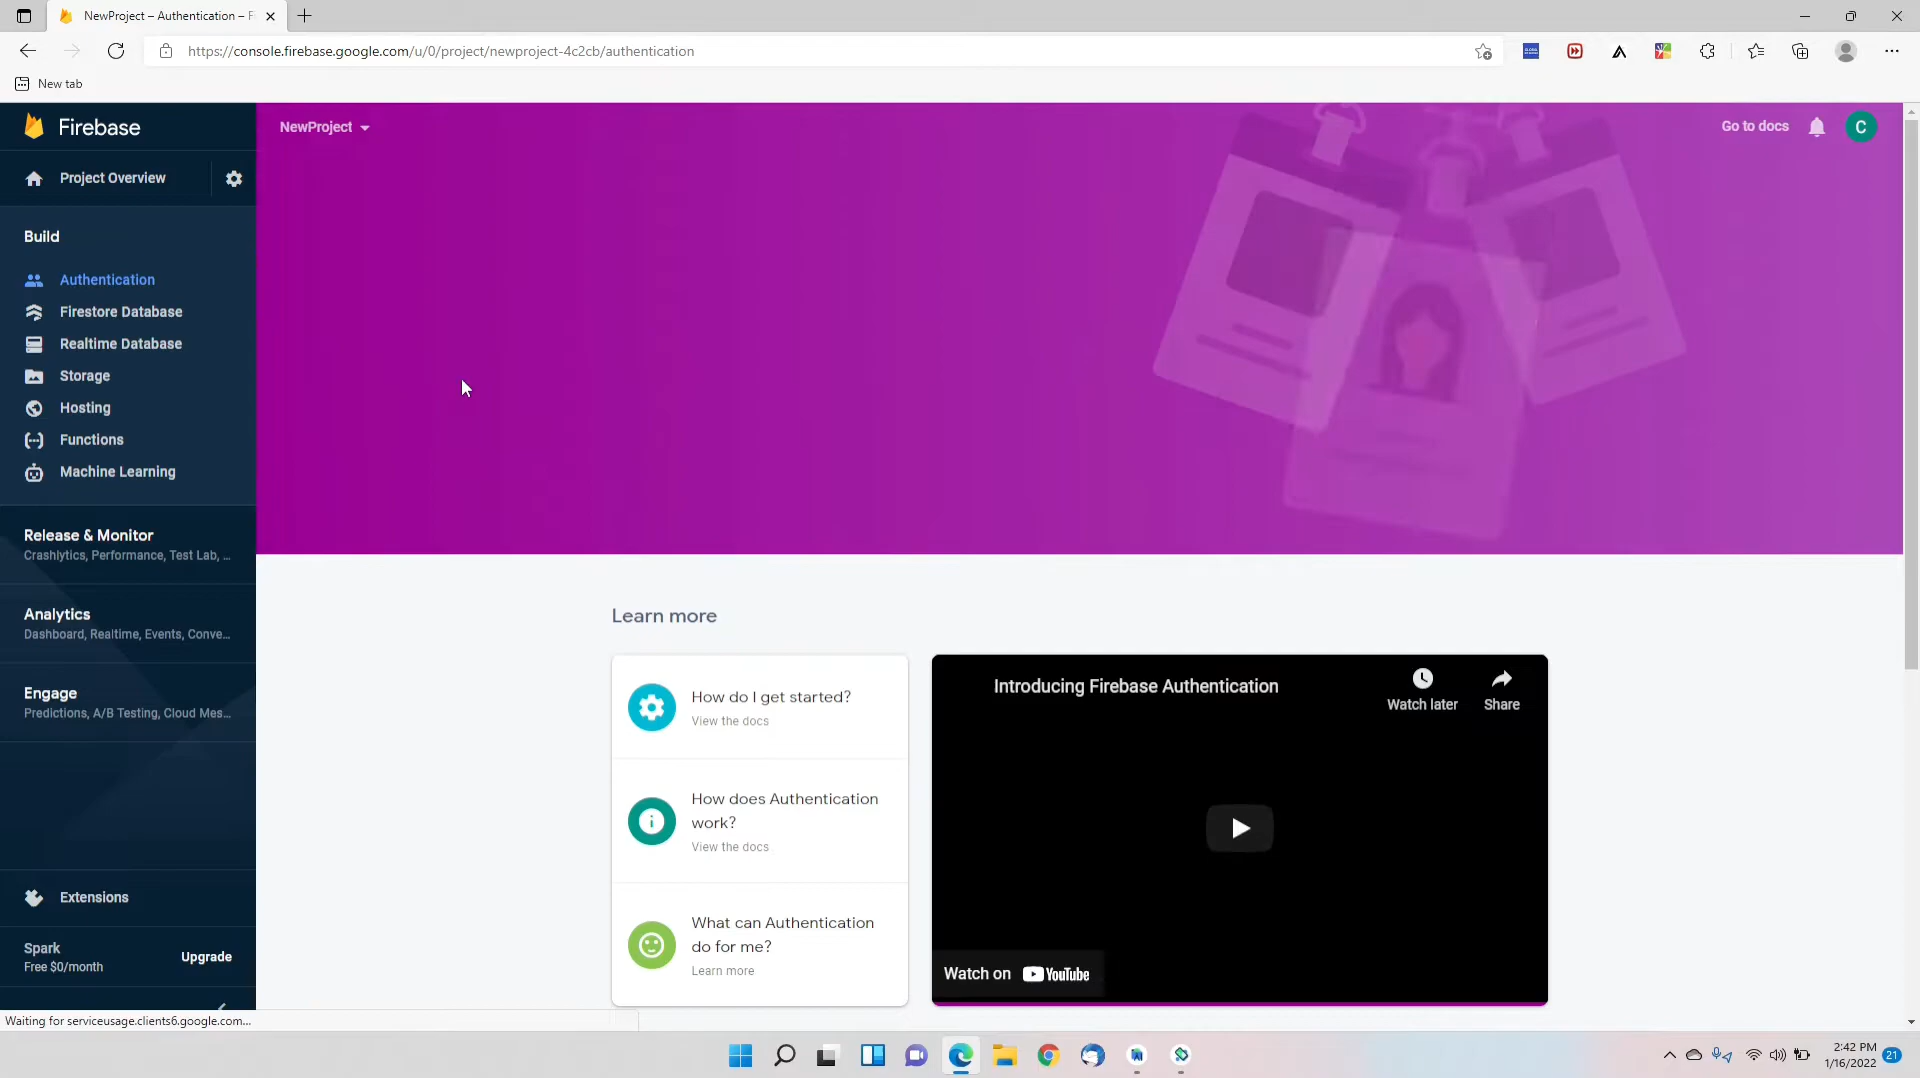 NewProject – Authentication – F
https://console.firebase.google.com/u/0/project/newproject-4c2cb/authentication
New tab
Firebase
NewProject
Go to docs
C
Project Overview
Build
Authentication
Firestore Database
Realtime Database
Storage
Hosting
Functions
Machine Learning
Release & Monitor
Crashlytics, Performance, Test Lab, ...
Analytics
Dashboard, Realtime, Events, Conve...
Engage
Predictions, A/B Testing, Cloud Mes...
Extensions
Spark
Free $0/month
Upgrade
Learn more
How do I get started?
View the docs
How does Authentication
work?
View the docs
What can Authentication
do for me?
Learn more
Introducing Firebase Authentication
Watch later
Share
Watch on YouTube
Waiting for serviceusage.clients6.google.com...
2:42 PM
1/16/2022
21